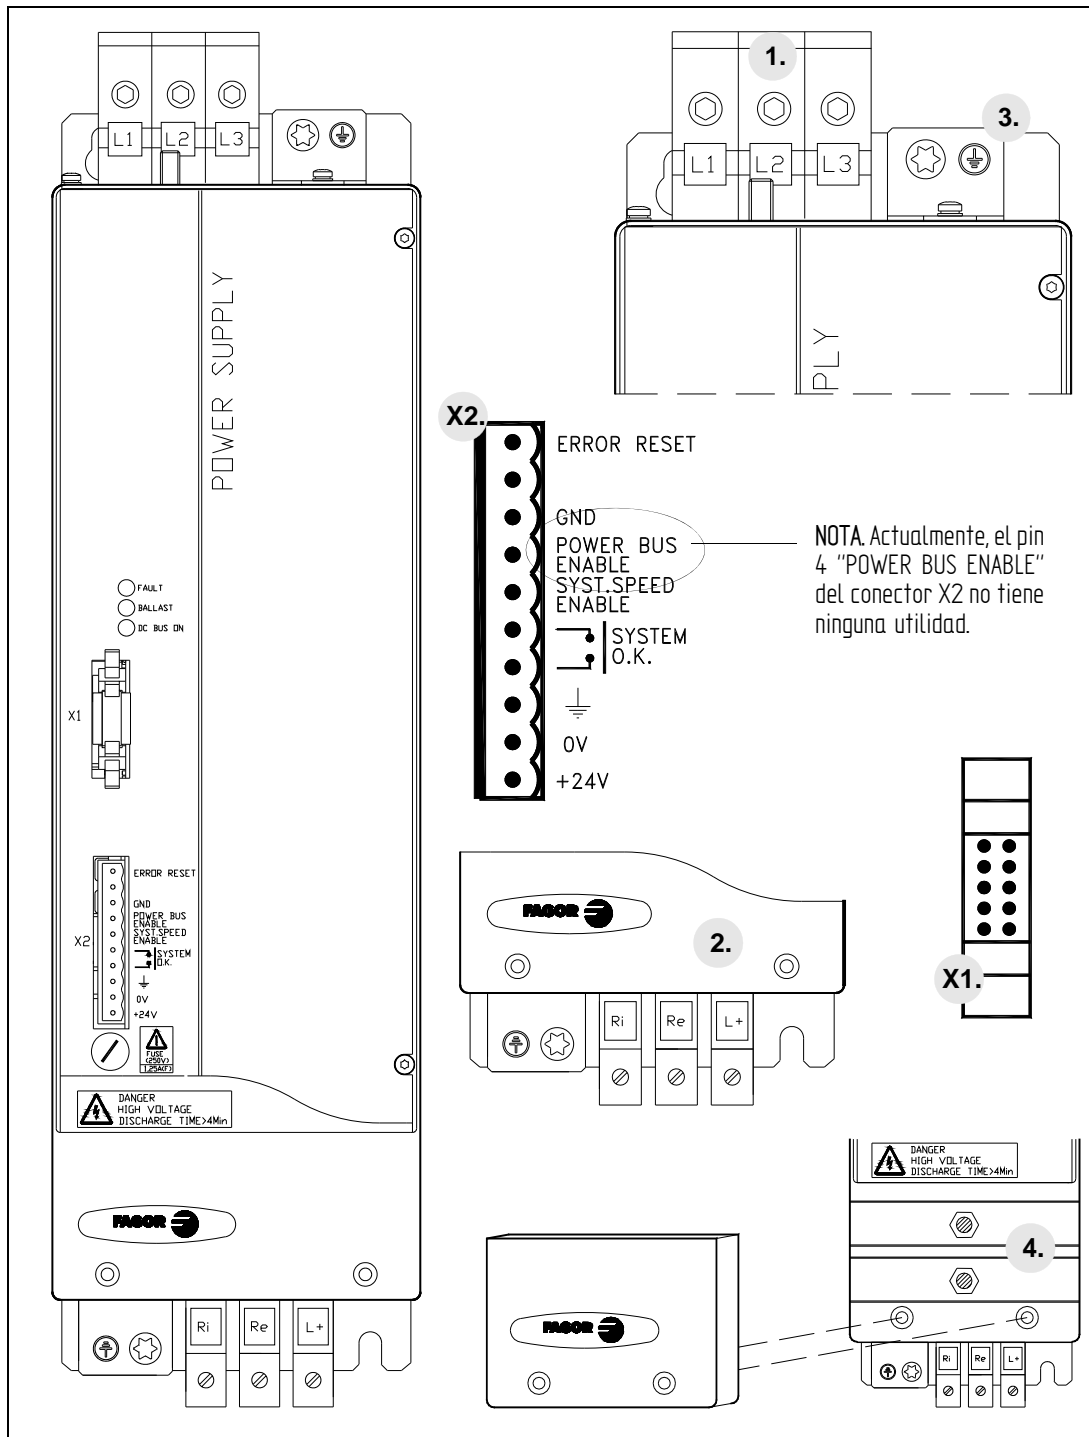 L1 L2 L3
POWER SUPPLY
FAULT
BALLAST
DC BUS ON
X1
X2
ERROR RESET
GND
POWER BUS
ENABLE
SYST.SPEED
ENABLE
SYSTEM
O.K.
0V
+24V
FUSE
(250V)
1,25A(F)
DANGER
HIGH VOLTAGE
DISCHARGE TIME>4Min
FAGOR
Ri Re L+
1.
3.
L1 L2 L3
PLY
X2.
ERROR RESET
GND
POWER BUS
ENABLE
SYST.SPEED
ENABLE
SYSTEM
O.K.
0V
+24V
NOTA. Actualmente, el pin
4 "POWER BUS ENABLE"
del conector X2 no tiene
ninguna utilidad.
FAGOR
2.
Ri Re L+
X1.
FAGOR
DANGER
HIGH VOLTAGE
DISCHARGE TIME>4Min
4.
Ri Re L+